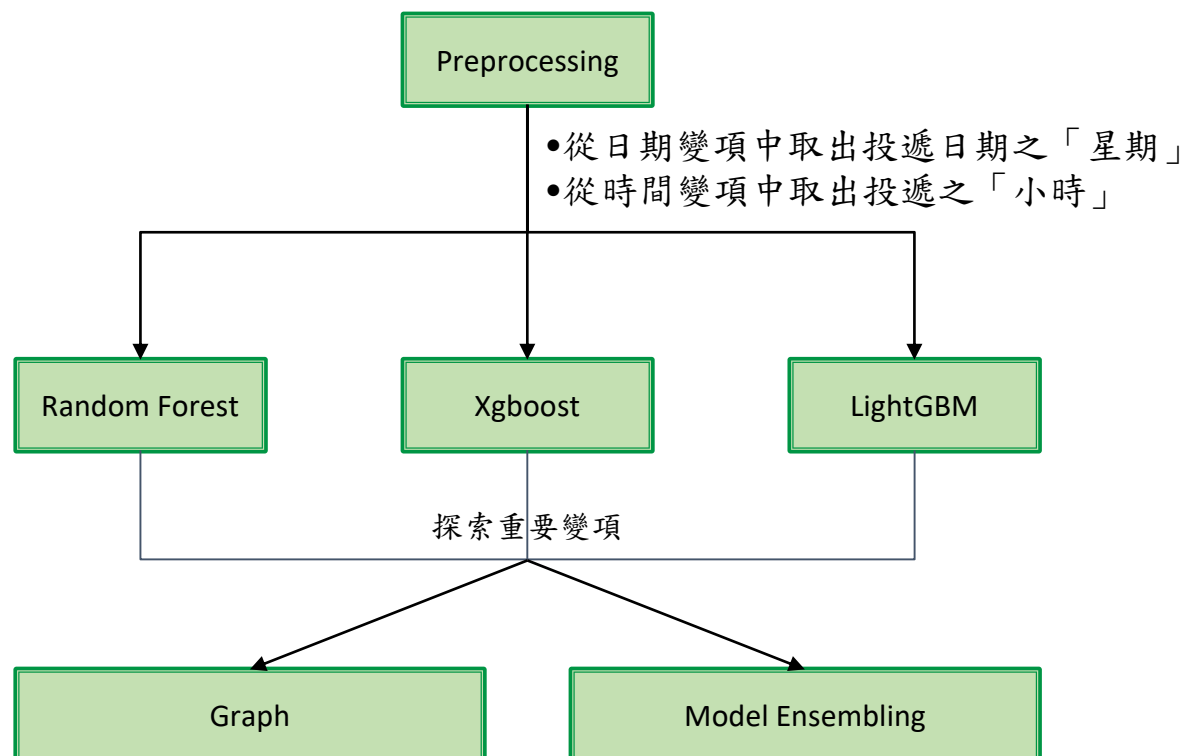 Preprocessing
•從日期變項中取出投遞日期之「星期」
•從時間變項中取出投遞之「小時」
Random Forest
Xgboost
LightGBM
探索重要變項
Graph
Model Ensembling